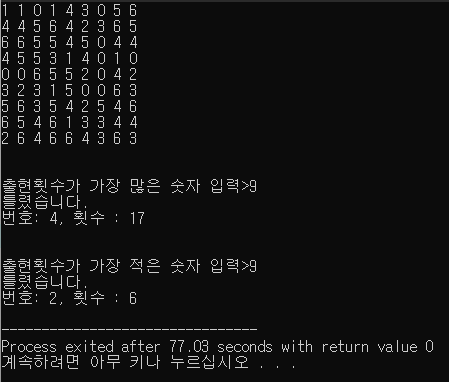 1 1 0 1 4 3 0 5 6
4 4 5 6 4 2 3 6 5
6 6 5 5 4 5 0 4 4
4 5 5 3 1 4 0 1 0
0 0 6 5 5 2 0 4 2
3 2 3 1 5 0 0 6 3
5 6 3 5 4 2 5 4 6
6 5 4 6 1 3 3 4 4
2 6 4 6 6 4 3 6 3
출현횟수가 가장 많은 숫자 입력>9
틀렸습니다.
번호: 4, 횟수 : 17
출현횟수가 가장 적은 숫자 입력>9
틀렸습니다.
번호: 2, 횟수 : 6
--------------------------------
Process exited after 77.03 seconds with return value 0
계속하려면 아무 키나 누르십시오 . . .